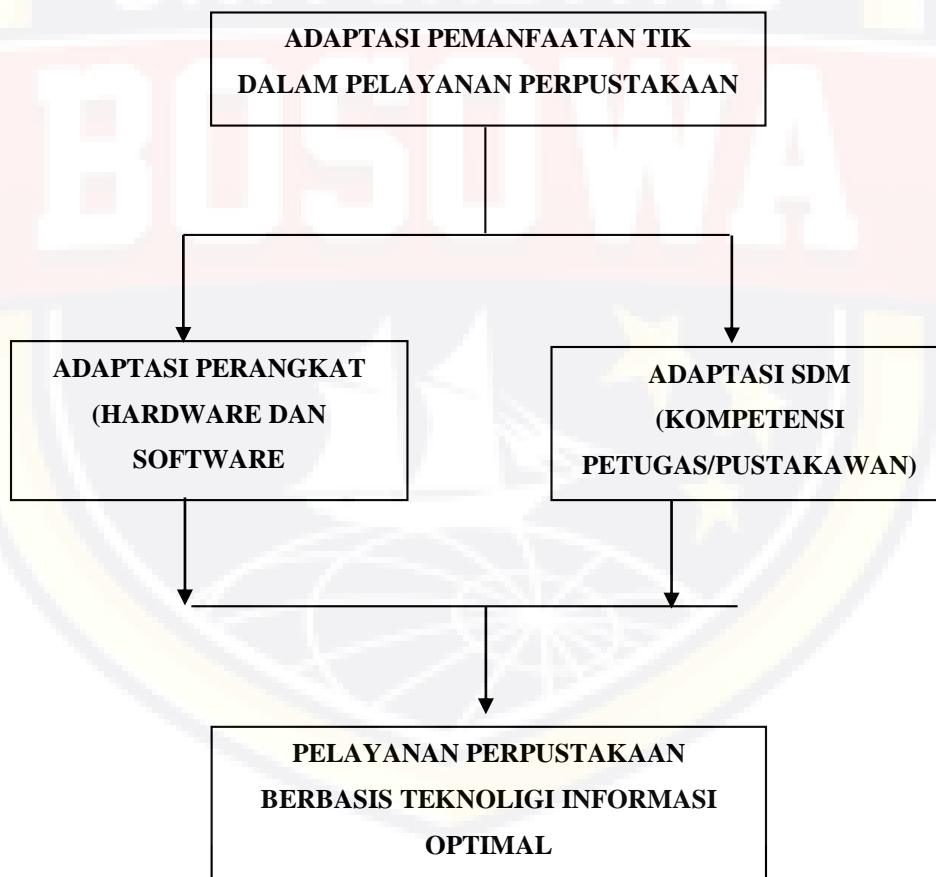 BOSOWA
ADAPTASI PEMANFAATAN TIK
DALAM PELAYANAN PERPUSTAKAAN
ADAPTASI PERANGKAT
(HARDWARE DAN
SOFTWARE
ADAPTASI SDM
(KOMPETENSI
PETUGAS/PUSTAKAWAN)
PELAYANAN PERPUSTAKAAN
BERBASIS TEKNOLIGI INFORMASI
OPTIMAL